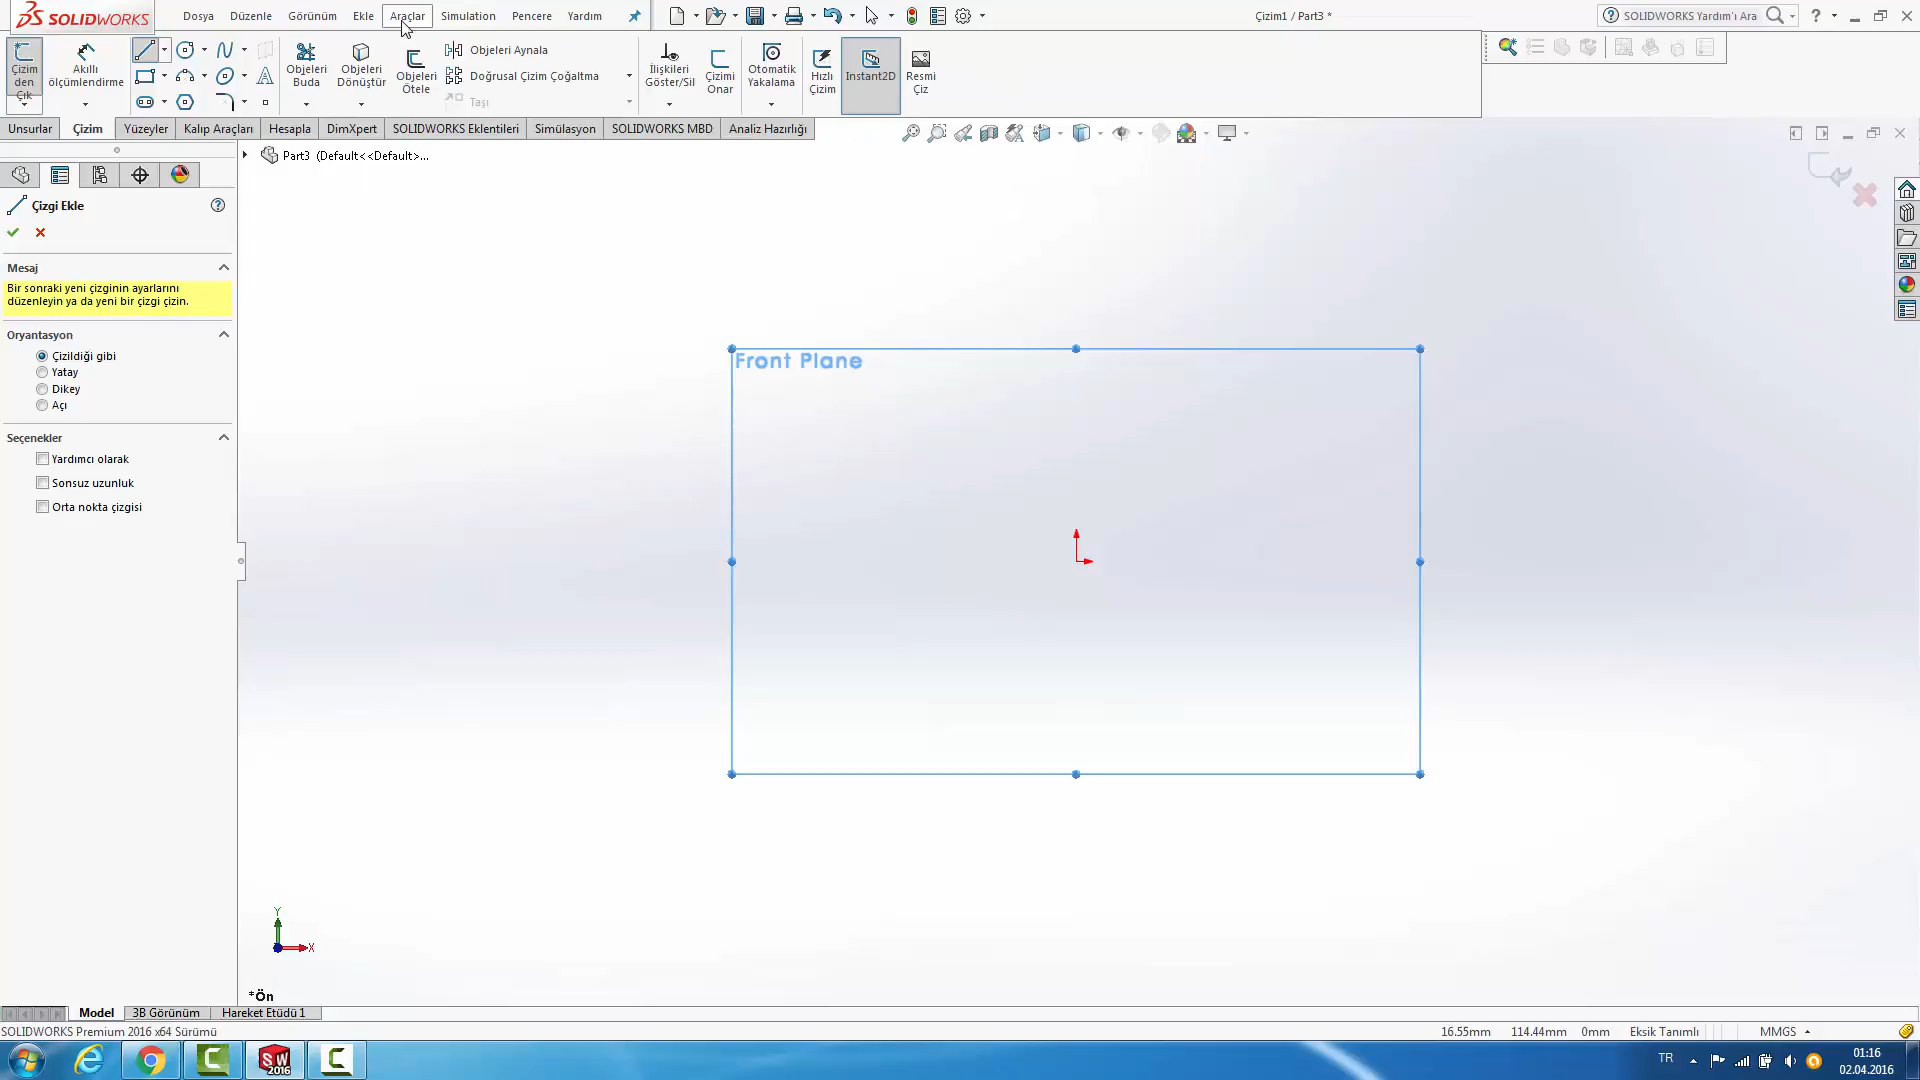 SOLIDWORKS
Dosya Düzenle Görünüm Ekle Araçlar Simulation Pencere Yardım
Çizim1 / Part3 *
SOLIDWORKS Yardım'ı Ara
Çizim den Çık
Akıllı ölçümlendirme
Objeleri Buda
Objeleri Dönüştür
Objeleri Ötele
Objeleri Aynala
Doğrusal Çizim Çoğaltma
Taşı
İlişkileri Göster/Sil
Çizimi Onar
Otomatik Yakalama
Hızlı Çizim
Instant2D
Resmi Çiz
Unsurlar Çizim Yüzeyler Kalıp Araçları Hesapla DimXpert SOLIDWORKS Eklentileri Simülasyon SOLIDWORKS MBD Analiz Hazırlığı
Part3 (Default<<Default>...
Çizgi Ekle
Mesaj
Bir sonraki yeni çizginin ayarlarını
düzenleyin ya da yeni bir çizgi çizin.
Oryantasyon
Çizildiği gibi
Yatay
Dikey
Açı
Seçenekler
Yardımcı olarak
Sonsuz uzunluk
Orta nokta çizgisi
Front Plane
Y
X
*Ön
Model 3B Görünüm Hareket Etüdü 1
SOLIDWORKS Premium 2016 x64 Sürümü
16.55mm 114.44mm 0mm Eksik Tanımlı MMGS
SW 2016
TR
01:16
02.04.2016